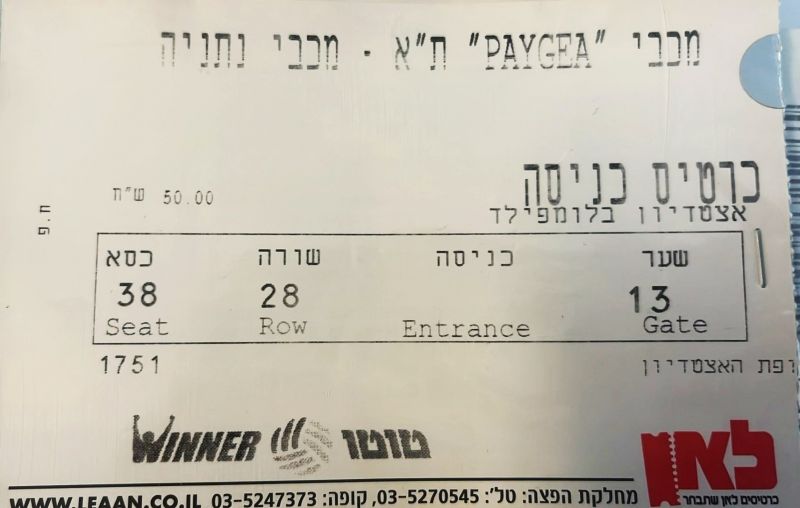 מכבי "PAYGEA" ת"א - מכבי נתניה
כרטיס כניסה
50.00 ש"ח
אצטדיון בלומפילד
ח.פ
שער כניסה שורה כסא
13 28 38
Gate Entrance Row Seat
ופת האצטדיון 1751
WINNER טוטו
לאן
כרטיסים לאן שתבחר
מחלקת הפצה: טל': 03-5270545, קופה: 03-5247373 WWW.LEAAN.CO.IL